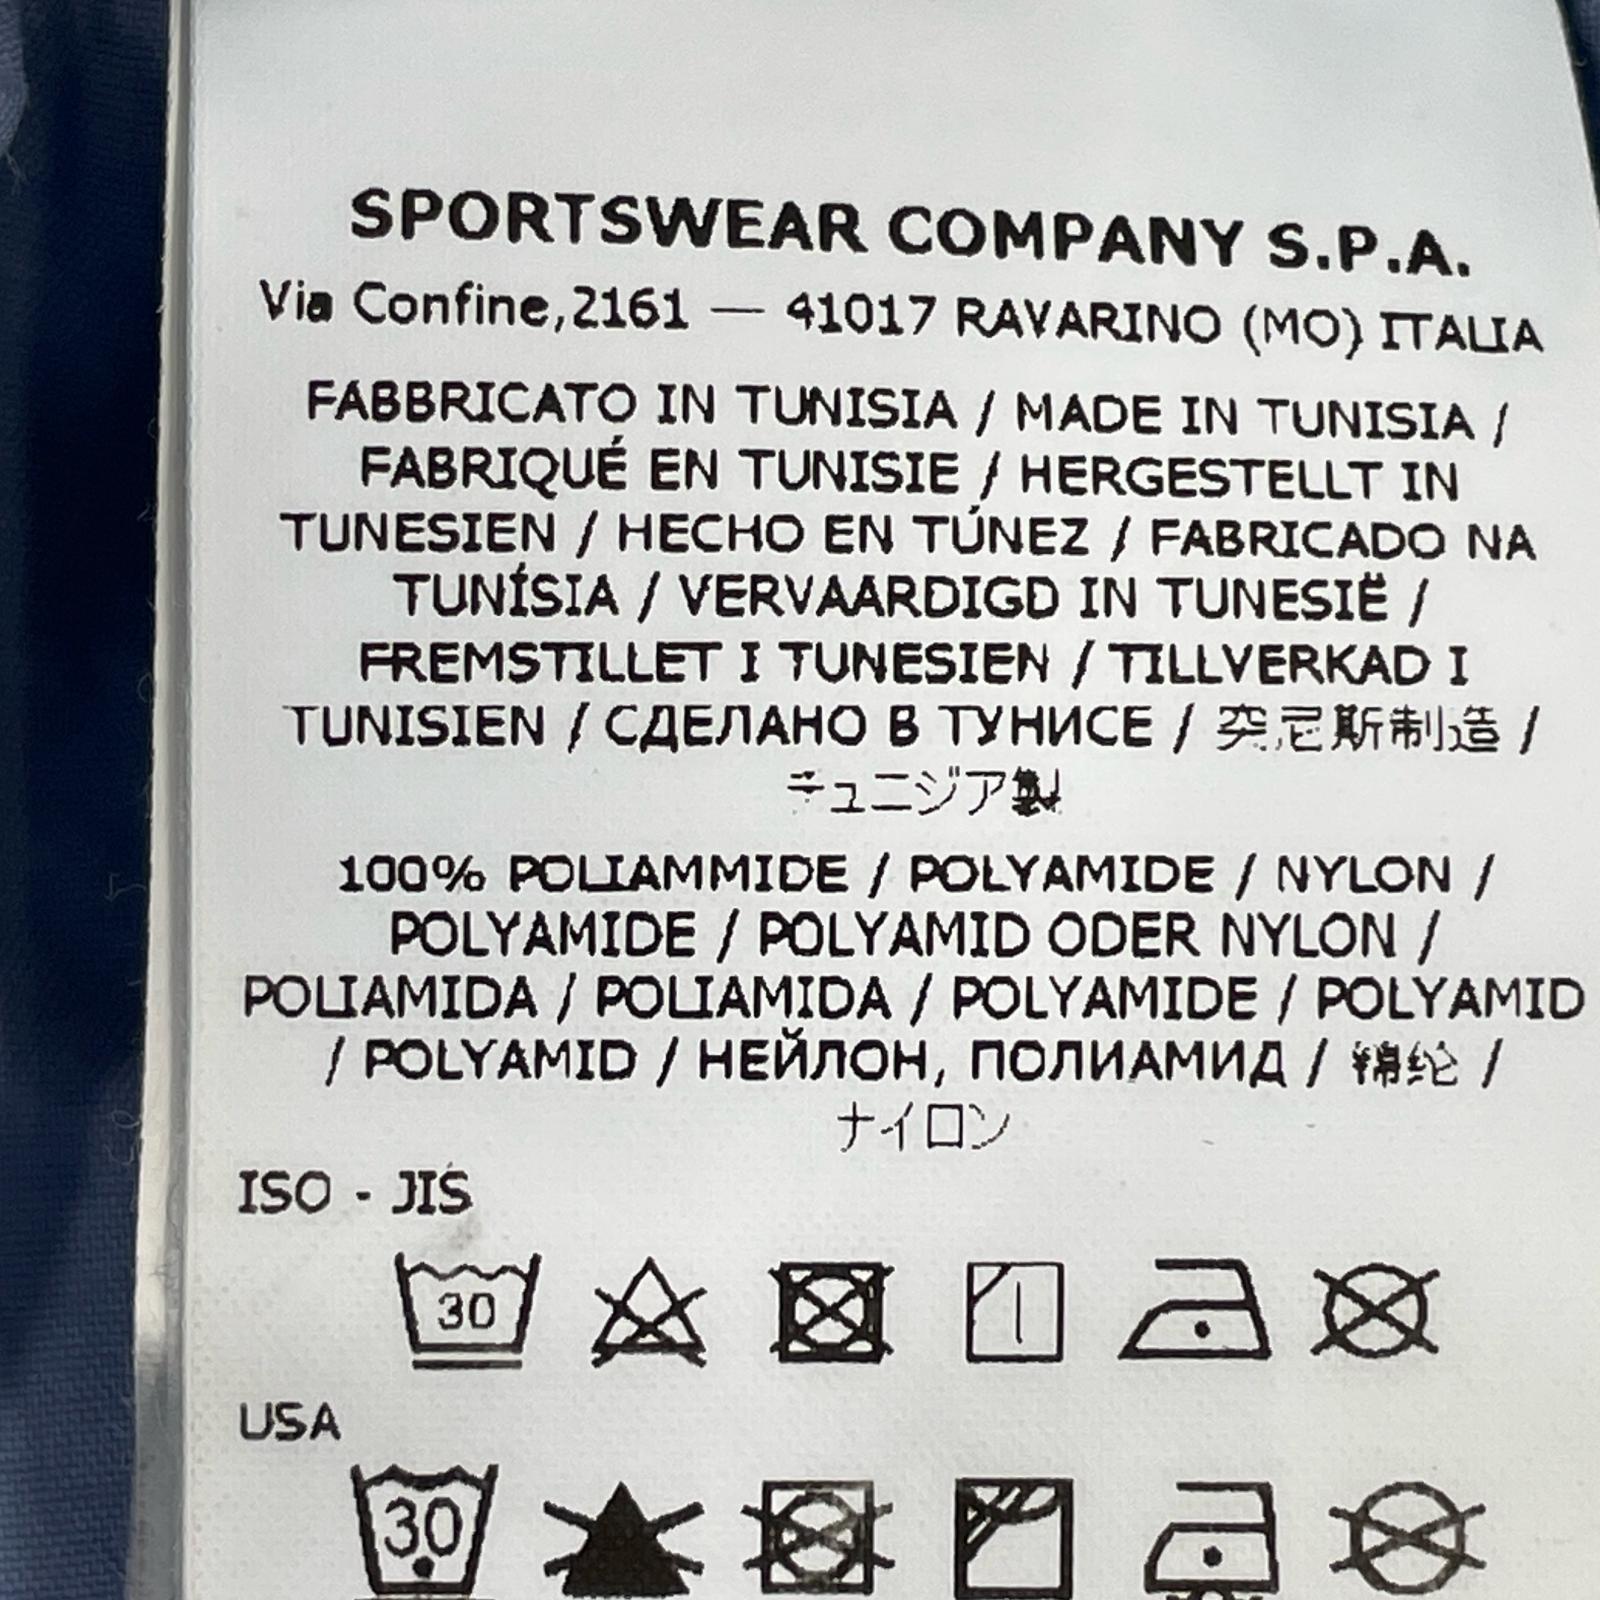 SPORTSWEAR COMPANY S.P.A.
Via Confine,2161 — 41017 RAVARINO (MO) ITALIA
FABBRICATO IN TUNISIA / MADE IN TUNISIA /
FABRIQUÉ EN TUNISIE / HERGESTELLT IN
TUNESIEN / HECHO EN TÚNEZ / FABRICADO NA
TUNÍSIA / VERVAARDIGD IN TUNESIË /
FREMSTILLET I TUNESIEN / TILLVERKAD I
TUNISIEN / СДЕЛАНО В ТУНИСЕ / 突尼斯制造 /
チュニジア製
100% POLIAMMIDE / POLYAMIDE / NYLON /
POLYAMIDE / POLYAMID ODER NYLON /
POLIAMIDA / POLIAMIDA / POLYAMIDE / POLYAMID
/ POLYAMID / НЕЙЛОН, ПОЛИАМИД / 锦纶 /
ナイロン
ISO - JIS
30
USA
30